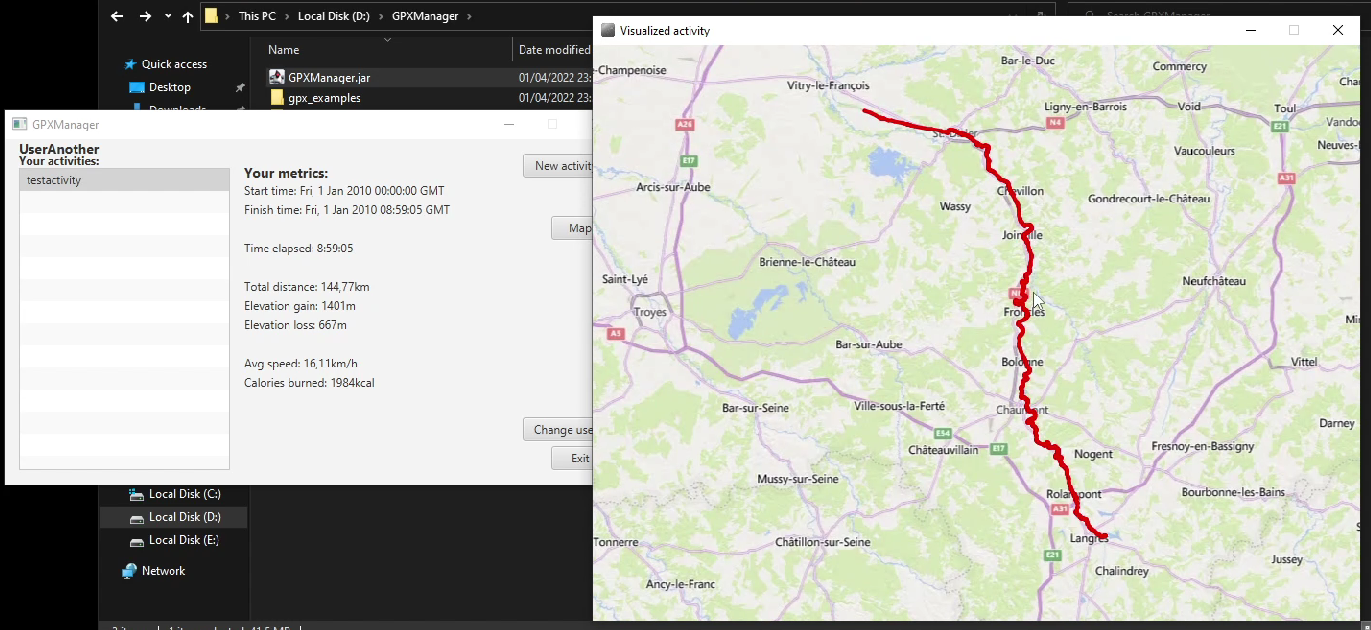 This PC > Local Disk (D:) > GPXManager >
Name
Date modified
Quick access
GPXManager.jar
01/04/2022 23:
Desktop
gpx_examples
01/04/2022 23:
GPXManager
UserAnother
Your activities:
testactivity
Your metrics:
Start time: Fri, 1 Jan 2010 00:00:00 GMT
Finish time: Fri, 1 Jan 2010 08:59:05 GMT
Time elapsed: 8:59:05
Total distance: 144,77km
Elevation gain: 1401m
Elevation loss: 667m
Avg speed: 16,11km/h
Calories burned: 1984kcal
New activit
Map
Change use
Exit
Local Disk (C:)
Local Disk (D:)
Local Disk (E:)
Network
Visualized activity
-Champenoise
Bar-le-Duc
Commercy
Vitry-le-François
Ligny-en-Barrois
Void
Toul
A26
N4
E21
St-Dizier
Vando
Neuves-
E17
Vaucouleurs
A31
Arcis-sur-Aube
Chevillon
Gondrecourt-le-Château
Wassy
Joinville
Brienne-le-Château
Saint-Lyé
Neufchâteau
Troyes
Froncles
A5
Bar-sur-Aube
Vittel
Bologne
Bar-sur-Seine
Ville-sous-la-Ferté
Chaumont
Darney
E54
Châteauvillain
E17
Nogent
Fresnoy-en-Bassigny
Mussy-sur-Seine
Rolampont
Bourbonne-les-Bains
A31
Tonnerre
Châtillon-sur-Seine
Langres
E21
Jussey
Chalindrey
Ancy-le-Franc